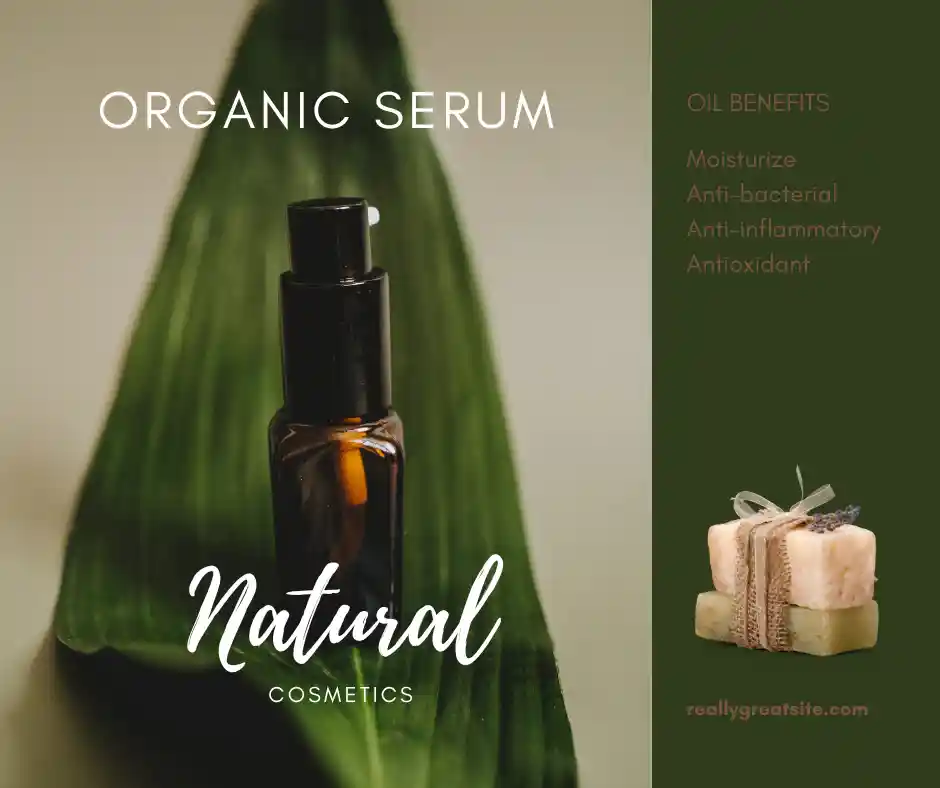 ORGANIC SERUM
Natural
COSMETICS
OIL BENEFITS
Moisturize
Anti-bacterial
Anti-inflammatory
Antioxidant
reallygreatsite.com